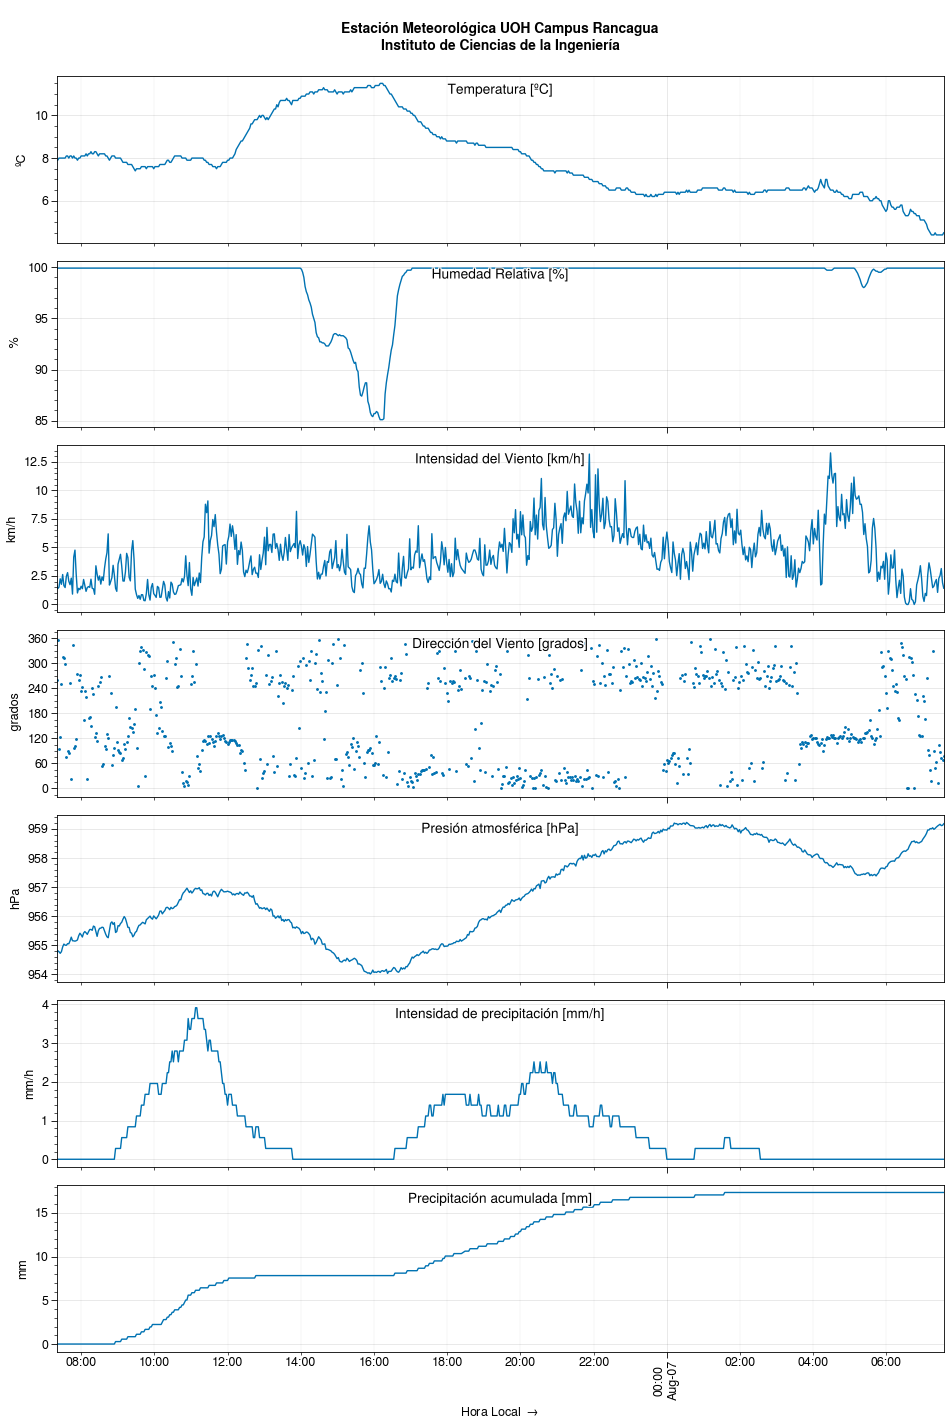 Estación Meteorológica UOH Campus Rancagua
Instituto de Ciencias de la Ingeniería
Temperatura [ºC]
ºC
10
8
6
Humedad Relativa [%]
%
100
95
90
85
Intensidad del Viento [km/h]
km/h
12.5
10
7.5
5
2.5
0
Dirección del Viento [grados]
grados
360
300
240
180
120
60
0
Presión atmosférica [hPa]
hPa
959
958
957
956
955
954
Intensidad de precipitación [mm/h]
mm/h
4
3
2
1
0
Precipitación acumulada [mm]
mm
15
10
5
0
08:00 10:00 12:00 14:00 16:00 18:00 20:00 22:00 00:00 02:00 04:00 06:00
Aug-07
Hora Local →